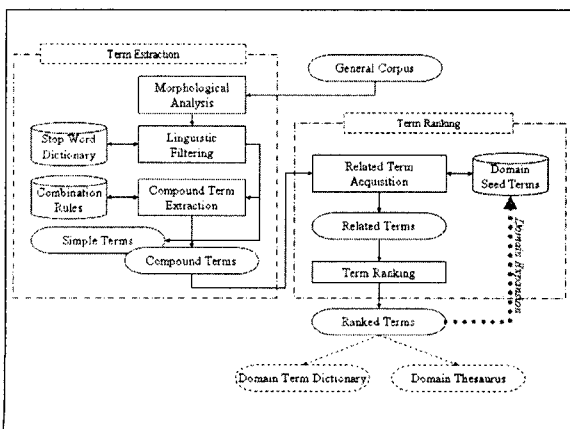 Term Extraction
General Corpus
Morphological
Analysis
Stop Word
Dictionary
Linguistic
Filtering
Combination
Rules
Compound Term
Extraction
Simple Terms
Compound Terms
Term Ranking
Related Term
Acquisition
Domain
Seed Terms
Related Terms
Term Ranking
Ranked Terms
Domain Expansion
Domain Term Dictionary
Domain Thesaurus